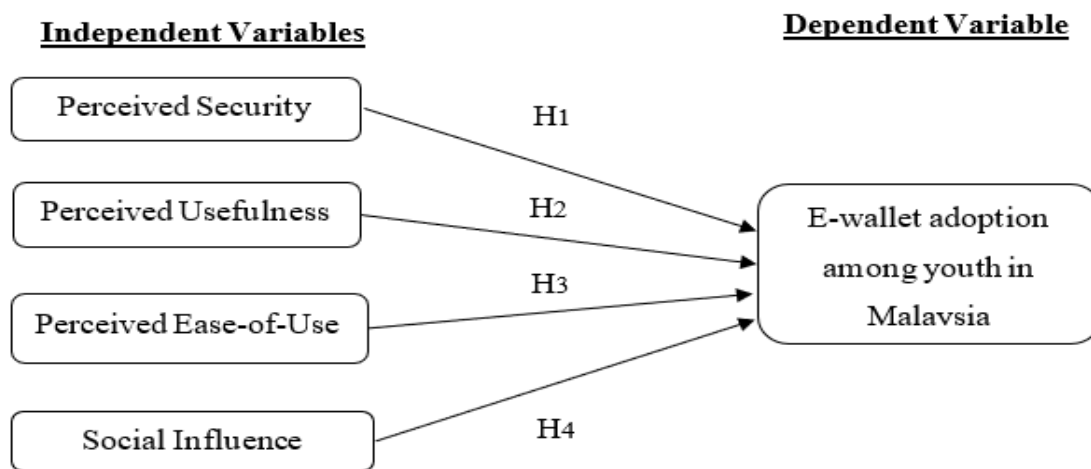 Independent Variables
Dependent Variable
Perceived Security
H1
Perceived Usefulness
H2
E-wallet adoption
among youth in
Malavsia
H3
Perceived Ease-of-Use
Social Influence
H4